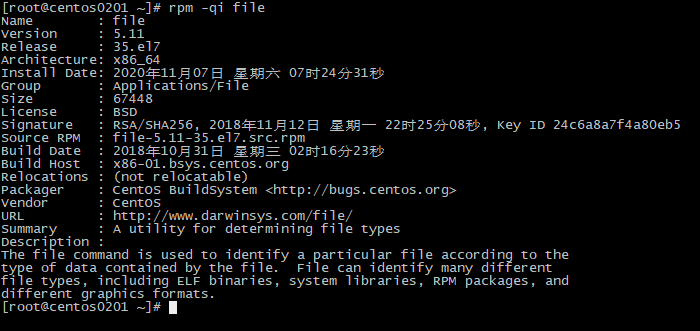 [root@centos0201 ~]# rpm -qi file
Name        : file
Version     : 5.11
Release     : 35.el7
Architecture: x86_64
Install Date: 2020年11月07日 星期六 07时24分31秒
Group       : Applications/File
Size        : 67448
License     : BSD
Signature   : RSA/SHA256, 2018年11月12日 星期一 22时25分08秒, Key ID 24c6a8a7f4a80eb5
Source RPM  : file-5.11-35.el7.src.rpm
Build Date  : 2018年10月31日 星期三 02时16分23秒
Build Host  : x86-01.bsys.centos.org
Relocations : (not relocatable)
Packager    : CentOS BuildSystem <http://bugs.centos.org>
Vendor      : CentOS
URL         : http://www.darwinsys.com/file/
Summary     : A utility for determining file types
Description :
The file command is used to identify a particular file according to the
type of data contained by the file.  File can identify many different
file types, including ELF binaries, system libraries, RPM packages, and
different graphics formats.
[root@centos0201 ~]#